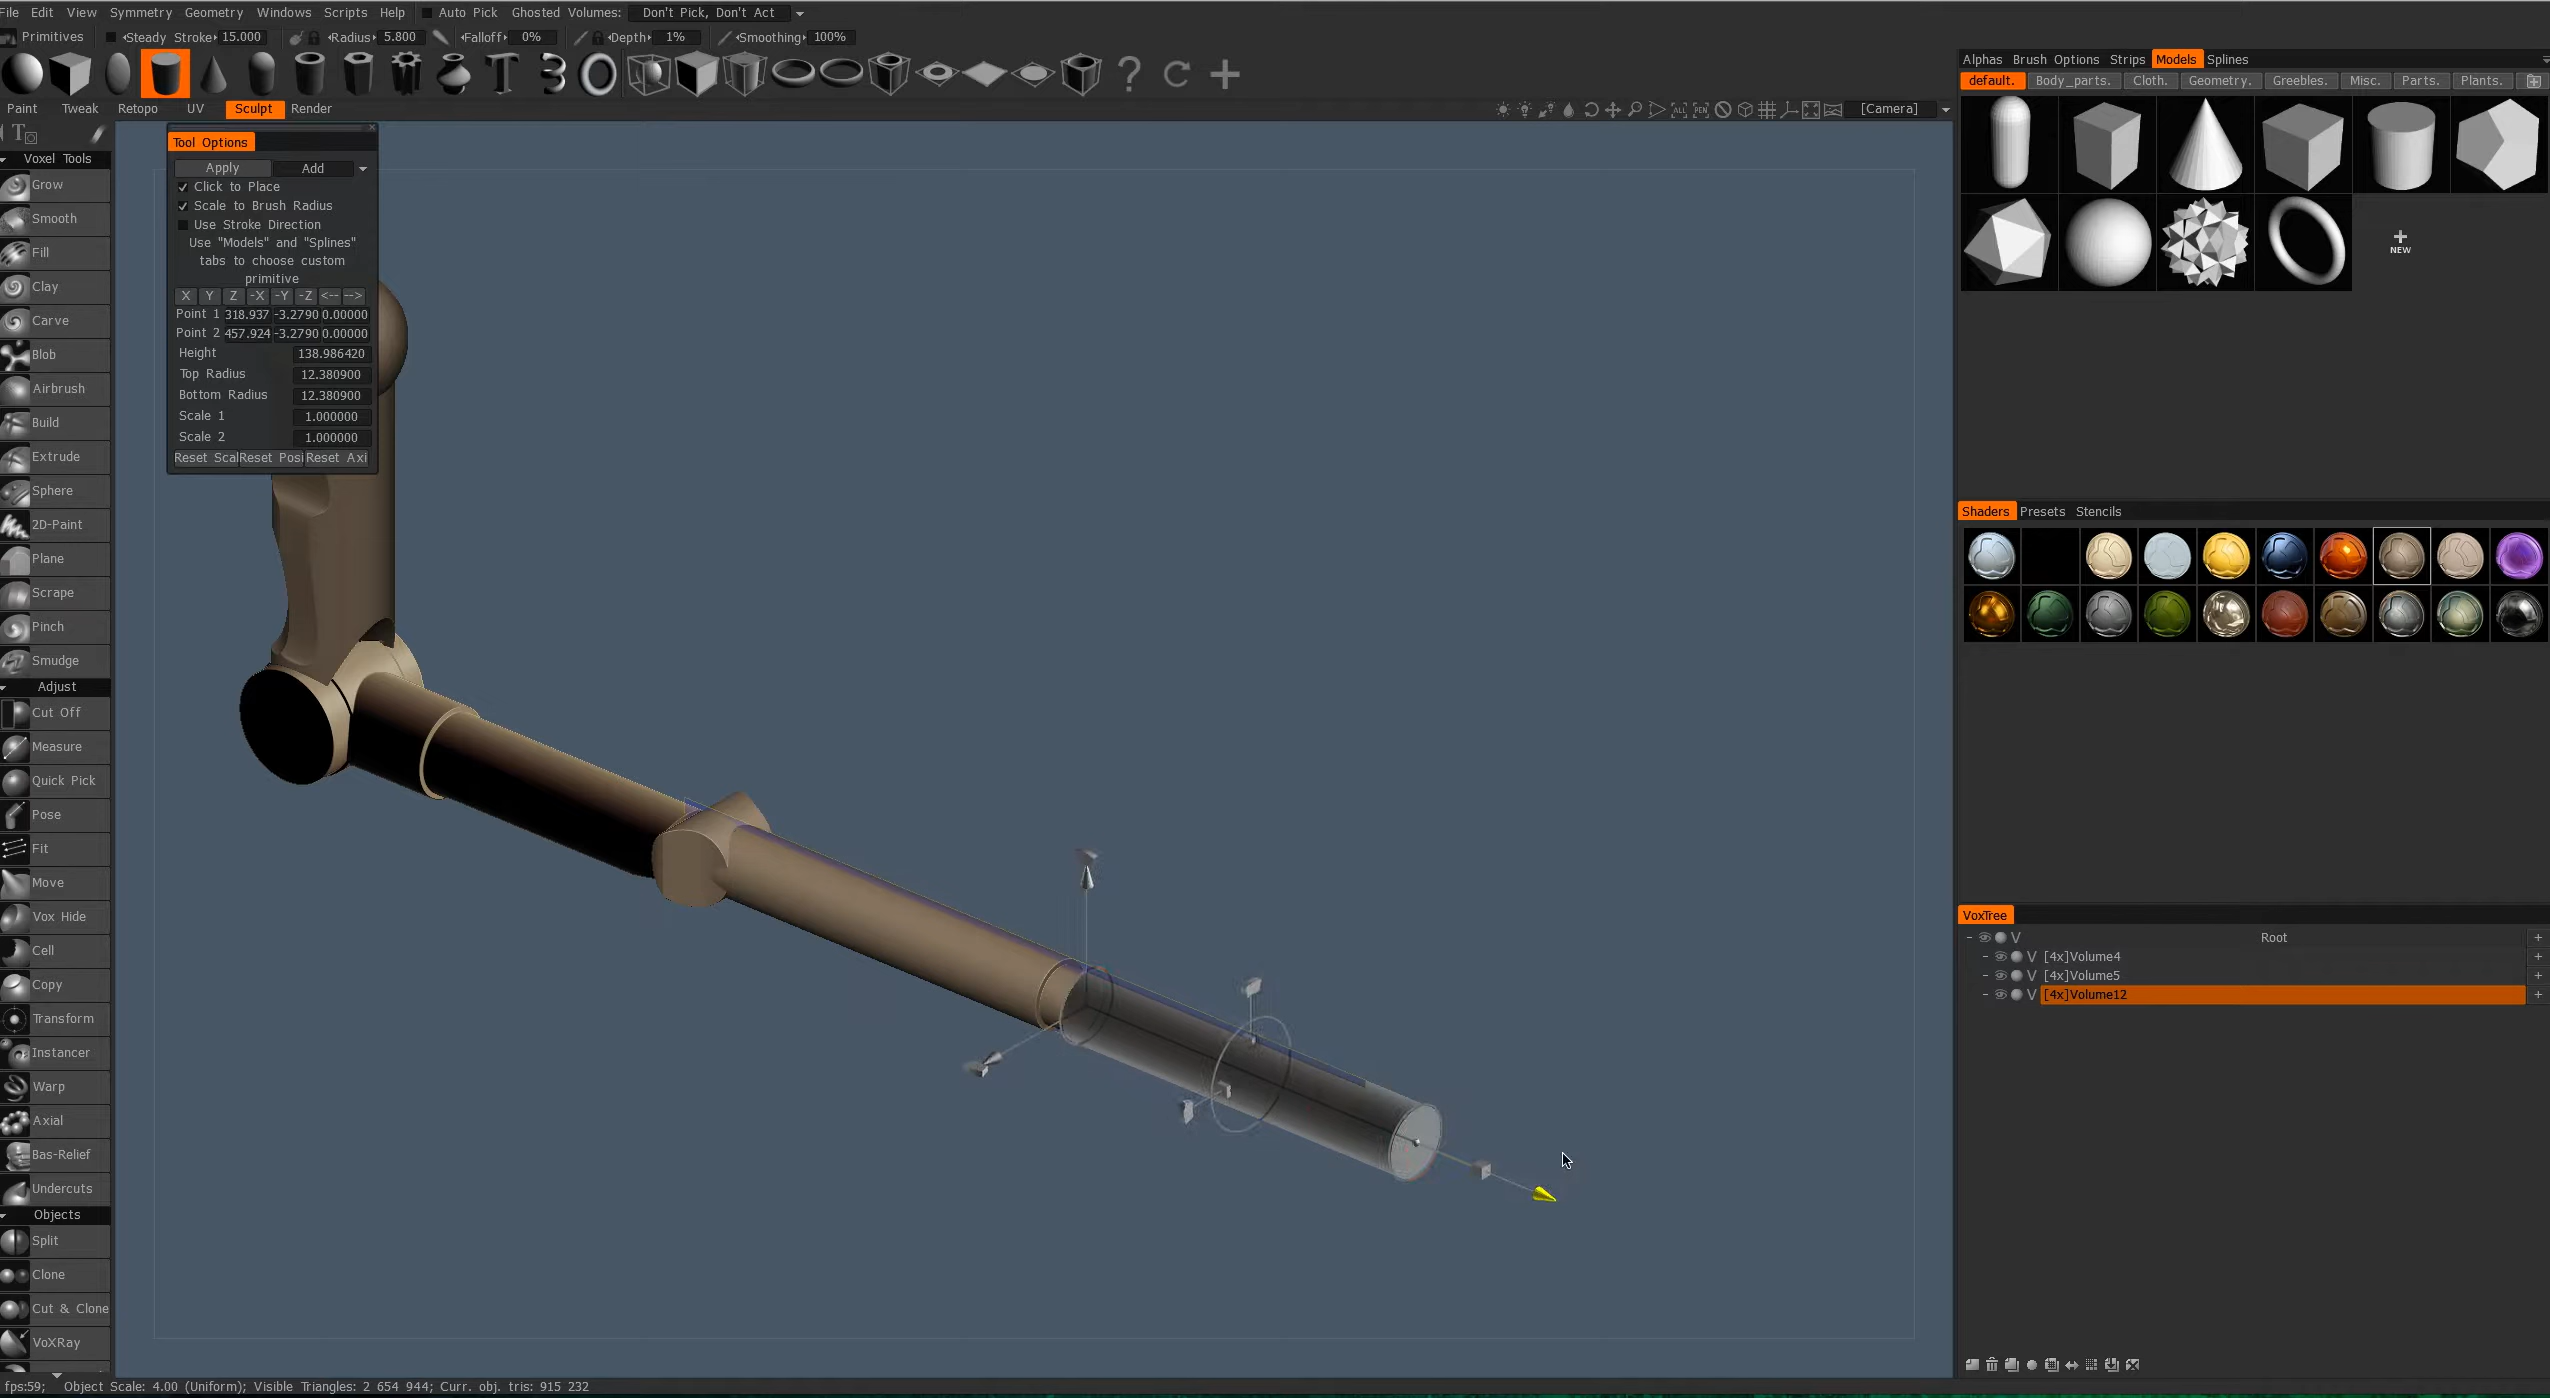 File Edit View Symmetry Geometry Windows Scripts Help Auto Pick Ghosted Volumes: Don't Pick, Don't Act
Primitives Steady Stroke 15.000 Radius 5.800 Falloff 0% Depth 1% Smoothing 100%
Paint Tweak Retopo UV Sculpt Render [Camera]
Voxel Tools
Grow
Smooth
Fill
Clay
Carve
Blob
Airbrush
Build
Extrude
Sphere
2D-Paint
Plane
Scrape
Pinch
Smudge
Adjust
Cut Off
Measure
Quick Pick
Pose
Fit
Move
Vox Hide
Cell
Copy
Transform
Instancer
Warp
Axial
Bas-Relief
Undercuts
Objects
Split
Clone
Cut & Clone
VoXRay
Tool Options
Apply Add
Click to Place
Scale to Brush Radius
Use Stroke Direction
Use "Models" and "Splines"
tabs to choose custom
primitive
X Y Z -X -Y -Z <-- -->
Point 1 318.937 -3.2790 0.00000
Point 2 457.924 -3.2790 0.00000
Height 138.986420
Top Radius 12.380900
Bottom Radius 12.380900
Scale 1 1.000000
Scale 2 1.000000
Reset Scal Reset Posi Reset Axi
Alphas Brush Options Strips Models Splines
default. Body_parts. Cloth. Geometry. Greebles. Misc. Parts. Plants.
NEW
Shaders Presets Stencils
VoxTree
V Root +
V [4x]Volume4 +
V [4x]Volume5 +
V [4x]Volume12 +
fps:59; Object Scale: 4.00 (Uniform); Visible Triangles: 2 654 944; Curr. obj. tris: 915 232